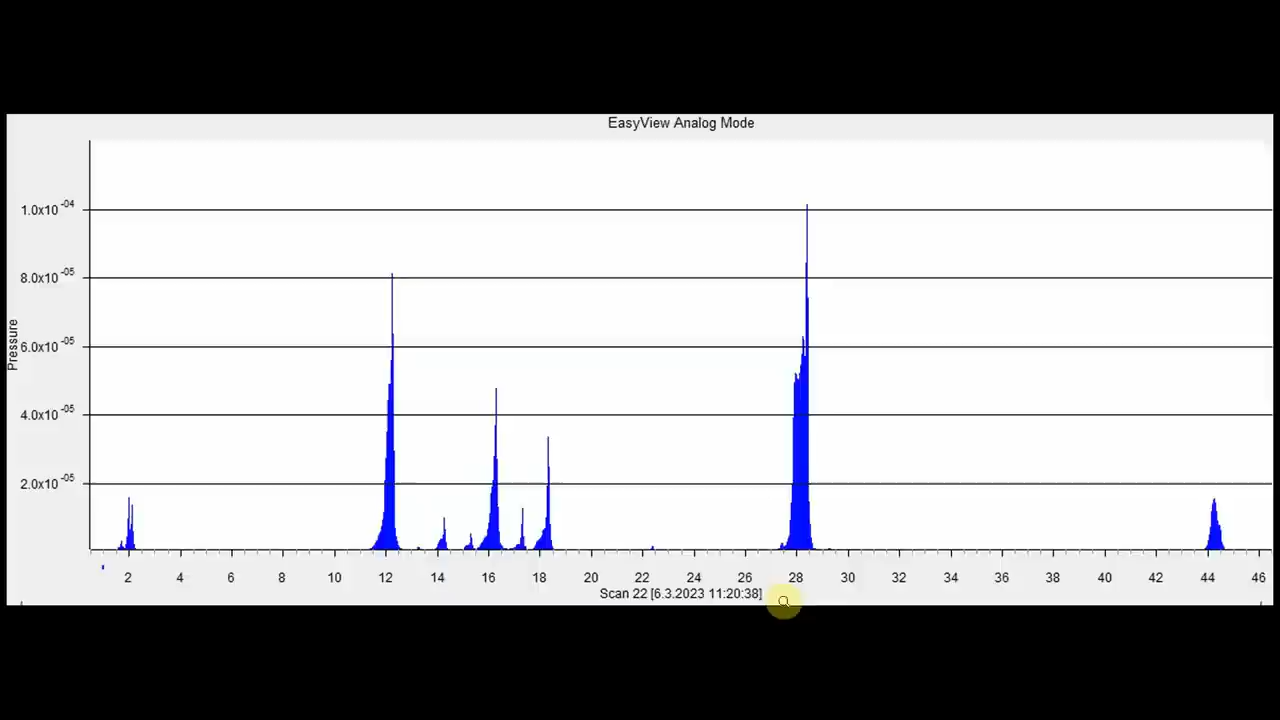 EasyView Analog Mode
Pressure
1.0x10 -04
8.0x10 -05
6.0x10 -05
4.0x10 -05
2.0x10 -05
2 4 6 8 10 12 14 16 18 20 22 24 26 28 30 32 34 36 38 40 42 44 46
Scan 22 [6.3.2023 11:20:38]